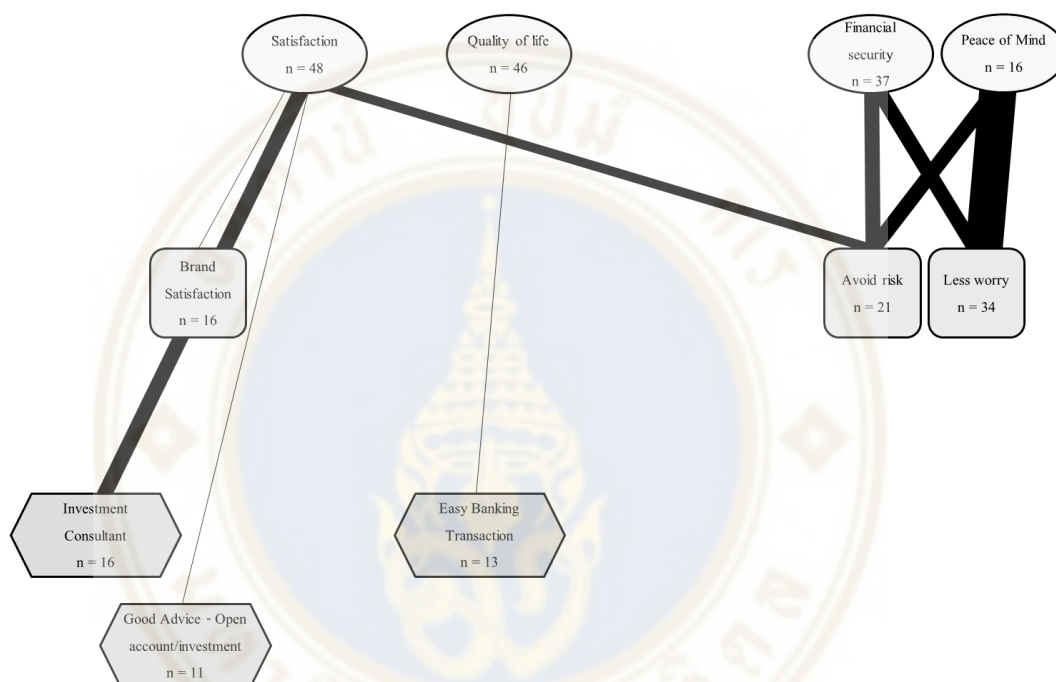 Satisfaction
n = 48
Quality of life
n = 46
Financial
security
n = 37
Peace of Mind
n = 16
Brand
Satisfaction
n = 16
Avoid risk
n = 21
Less worry
n = 34
Investment
Consultant
n = 16
Easy Banking
Transaction
n = 13
Good Advice - Open
account/investment
n = 11